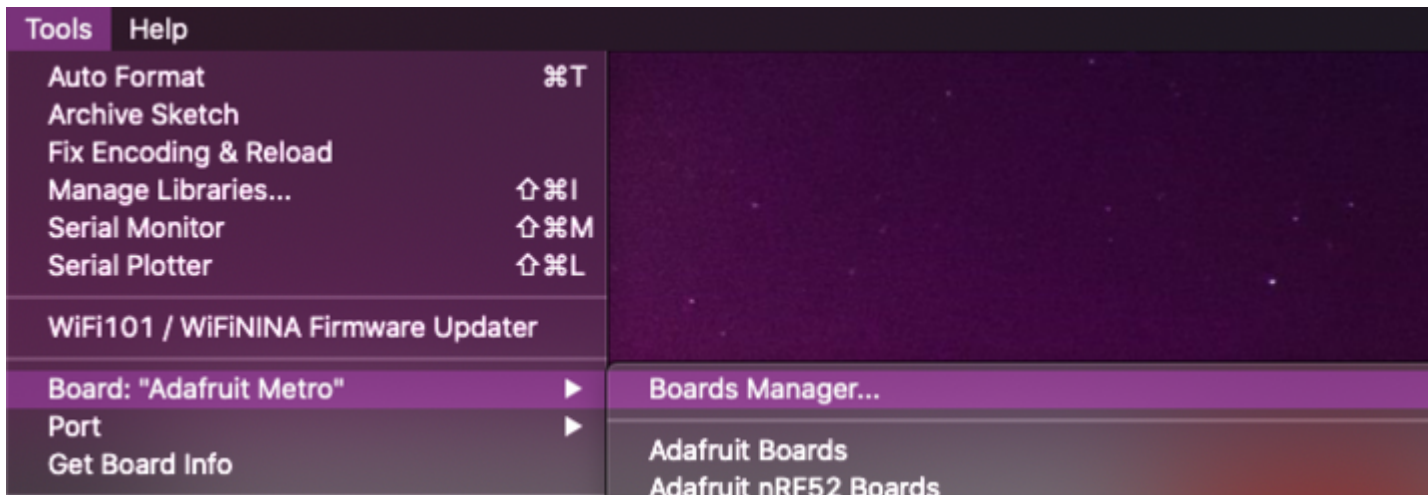 Tools Help
Auto Format ⌘T
Archive Sketch
Fix Encoding & Reload
Manage Libraries... ⇧⌘I
Serial Monitor ⇧⌘M
Serial Plotter ⇧⌘L
WiFi101 / WiFiNINA Firmware Updater
Board: "Adafruit Metro" ▶ Boards Manager...
Port ▶
Adafruit Boards
Get Board Info
Adafruit nRF52 Boards